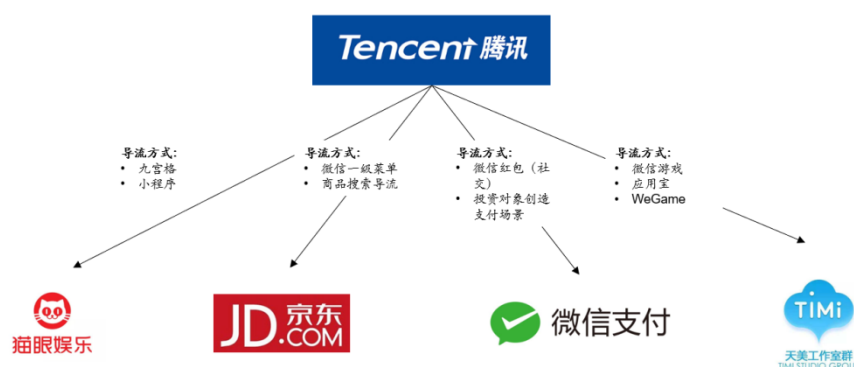 Tencent 腾讯
导流方式:
• 九宫格
• 小程序
导流方式:
• 微信一级菜单
• 商品搜索导流
导流方式:
• 微信红包（社
交）
• 投资对象创造
支付场景
导流方式:
• 微信游戏
• 应用宝
• WeGame
猫眼娱乐
JD.COM 京东
微信支付
TiMi
天美工作室群
TIMI STUDIO GROUP